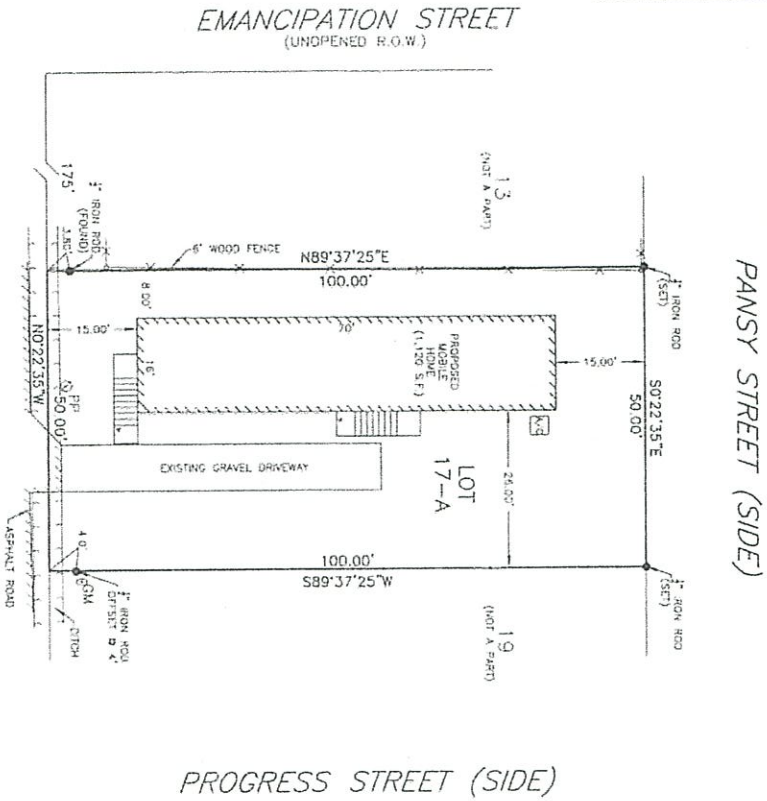 EMANCIPATION STREET
(UNOPENED R.O.W.)
PANSY STREET (SIDE)
13
(NOT A PART)
175'
IRON ROD
(FOUND)
6' WOOD FENCE
N89°37'25"E
100.00'
IRON ROD
(SET)
8.00'
15.00'
70'
16'
PROPOSED
MOBILE
HOME
(1,120 S.F.)
15.00'
S0°22'35"E
50.00'
N0°22'35"W
50.00'
PP
A/C
EXISTING GRAVEL DRIVEWAY
LOT
17-A
26.00'
4.0'
100.00'
S89°37'25"W
GM
IRON ROD
OFFSET @ 4'
IRON ROD
(SET)
ASPHALT ROAD
DITCH
19
(NOT A PART)
PROGRESS STREET (SIDE)